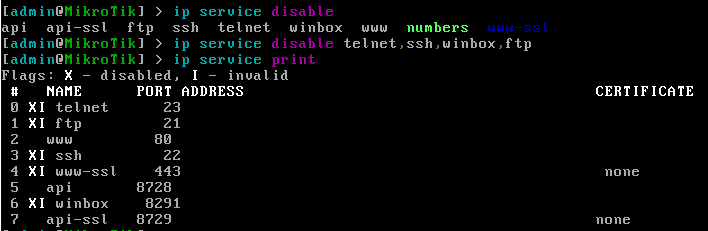 [admin@MikroTik] > ip service disable
api api-ssl ftp ssh telnet winbox www numbers www-ssl
[admin@MikroTik] > ip service disable telnet,ssh,winbox,ftp
[admin@MikroTik] > ip service print
Flags: X - disabled, I - invalid
# NAME PORT ADDRESS CERTIFICATE
0 XI telnet 23
1 XI ftp 21
2 www 80
3 XI ssh 22
4 XI www-ssl 443 none
5 api 8728
6 XI winbox 8291
7 api-ssl 8729 none
[admin@MikroTik]